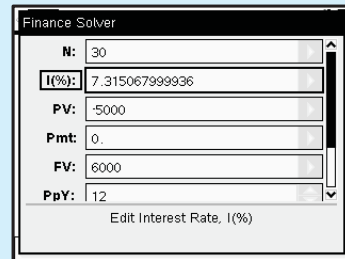 Finance Solver
N: 30
I(%): 7.315067999936
PV: -5000
Pmt: 0.
FV: 6000
PpY: 12
Edit Interest Rate, I(%)